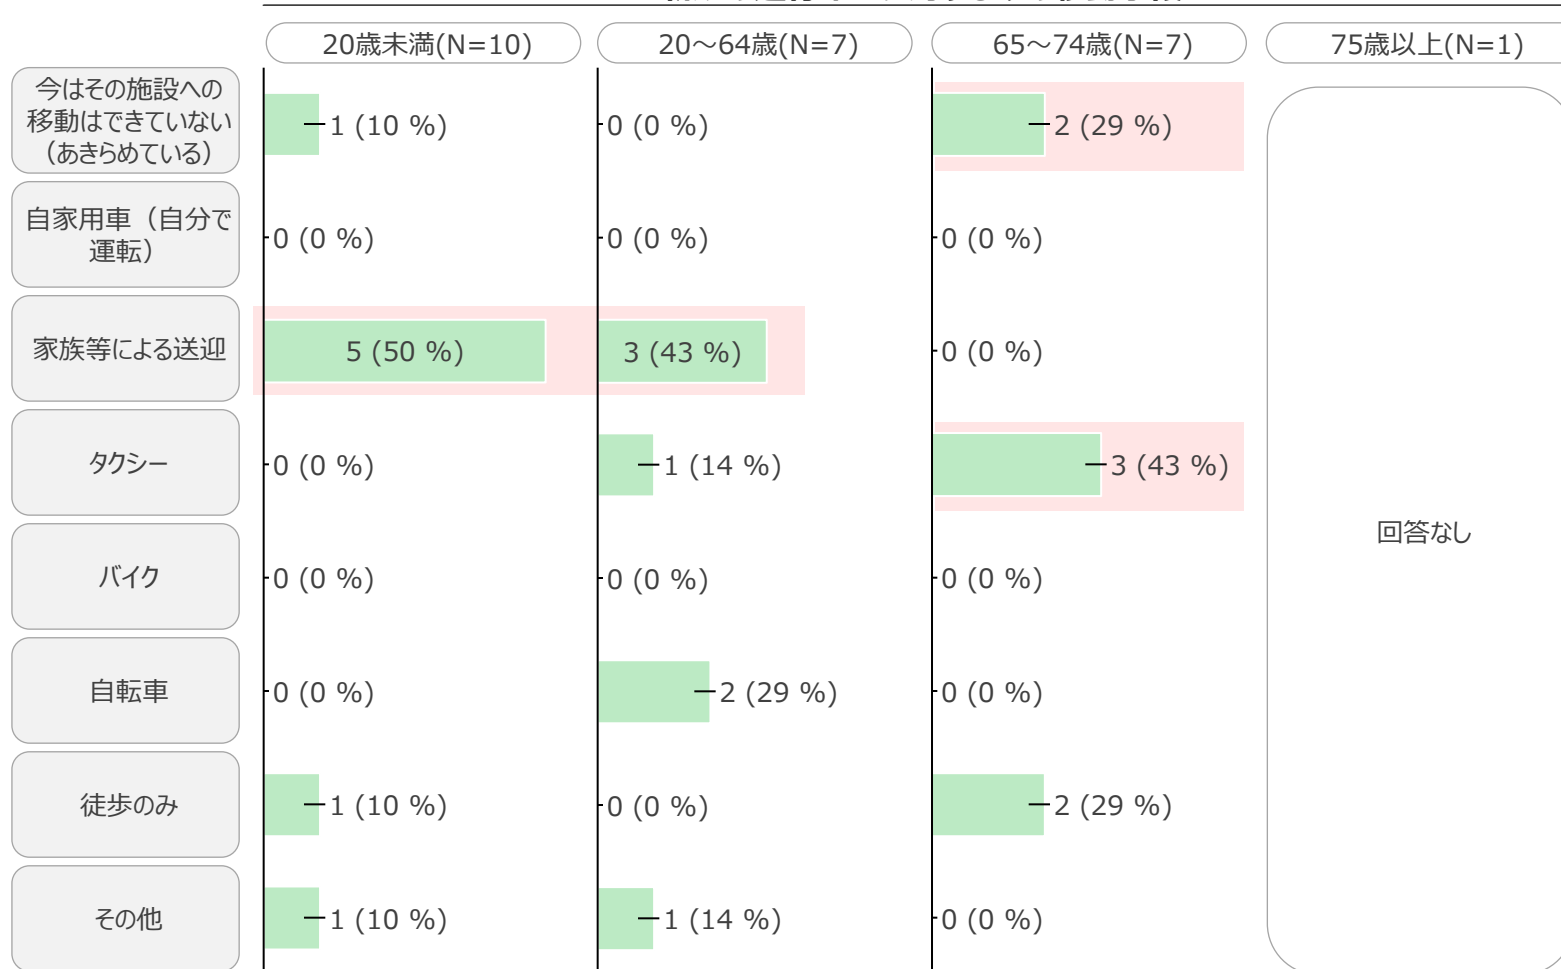 20歳未満(N=10)
20～64歳(N=7)
65～74歳(N=7)
75歳以上(N=1)
今はその施設への
移動はできていない
（あきらめている）
1 (10 %)
0 (0 %)
2 (29 %)
自家用車（自分で
運転）
0 (0 %)
0 (0 %)
0 (0 %)
家族等による送迎
5 (50 %)
3 (43 %)
0 (0 %)
タクシー
0 (0 %)
1 (14 %)
3 (43 %)
回答なし
バイク
0 (0 %)
0 (0 %)
0 (0 %)
自転車
0 (0 %)
2 (29 %)
0 (0 %)
徒歩のみ
1 (10 %)
0 (0 %)
2 (29 %)
その他
1 (10 %)
1 (14 %)
0 (0 %)